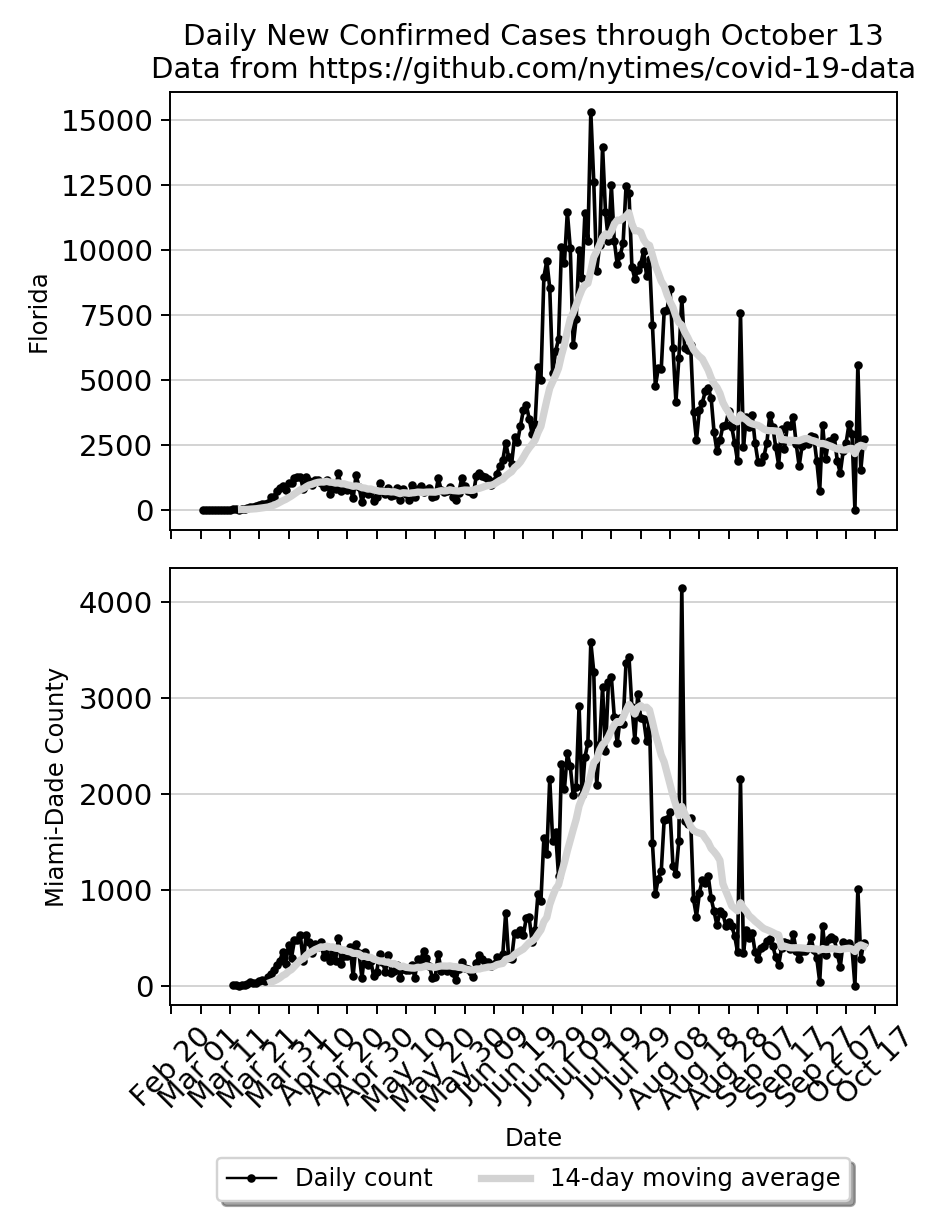 Daily New Confirmed Cases through October 13
Data from https://github.com/nytimes/covid-19-data
15000
12500
10000
7500
5000
2500
0
Florida
4000
3000
2000
1000
0
Miami-Dade County
Feb 20
Mar 01
Mar 11
Mar 21
Mar 31
Apr 10
Apr 20
Apr 30
May 10
May 20
May 30
Jun 09
Jun 19
Jun 29
Jul 09
Jul 19
Jul 29
Aug 08
Aug 18
Aug 28
Sep 07
Sep 17
Sep 27
Oct 07
Oct 17
Date
Daily count
14-day moving average